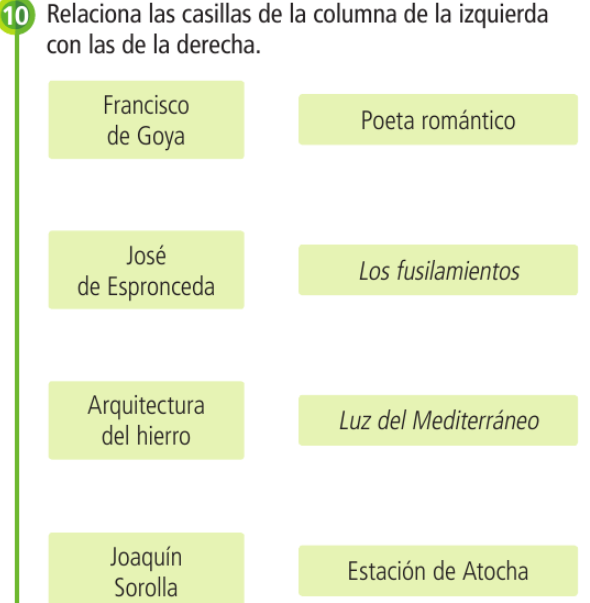 10 Relaciona las casillas de la columna de la izquierda
con las de la derecha.
Francisco
de Goya
Poeta romántico
José
de Espronceda
Los fusilamientos
Arquitectura
del hierro
Luz del Mediterráneo
Joaquín
Sorolla
Estación de Atocha